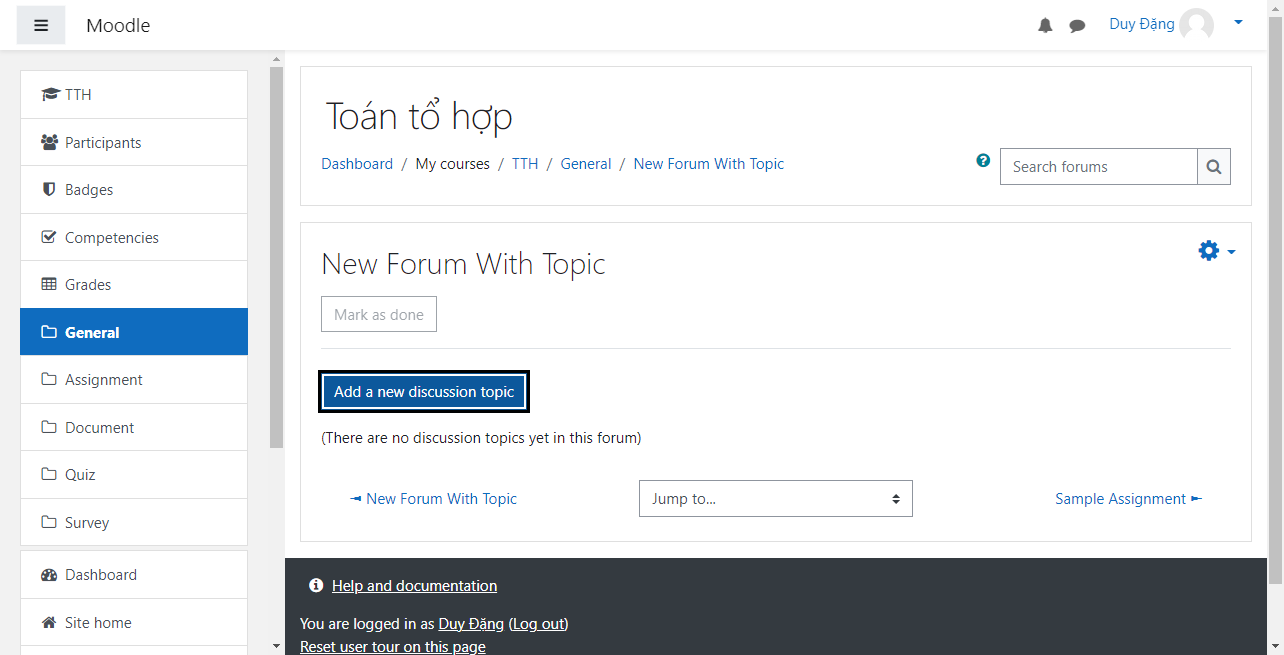 Moodle
Duy Đặng
TTH
Participants
Badges
Competencies
Grades
General
Assignment
Document
Quiz
Survey
Dashboard
Site home
Toán tổ hợp
Dashboard / My courses / TTH / General / New Forum With Topic
Search forums
New Forum With Topic
Mark as done
Add a new discussion topic
(There are no discussion topics yet in this forum)
◄ New Forum With Topic
Jump to...
Sample Assignment ►
Help and documentation
You are logged in as Duy Đặng (Log out)
Reset user tour on this page